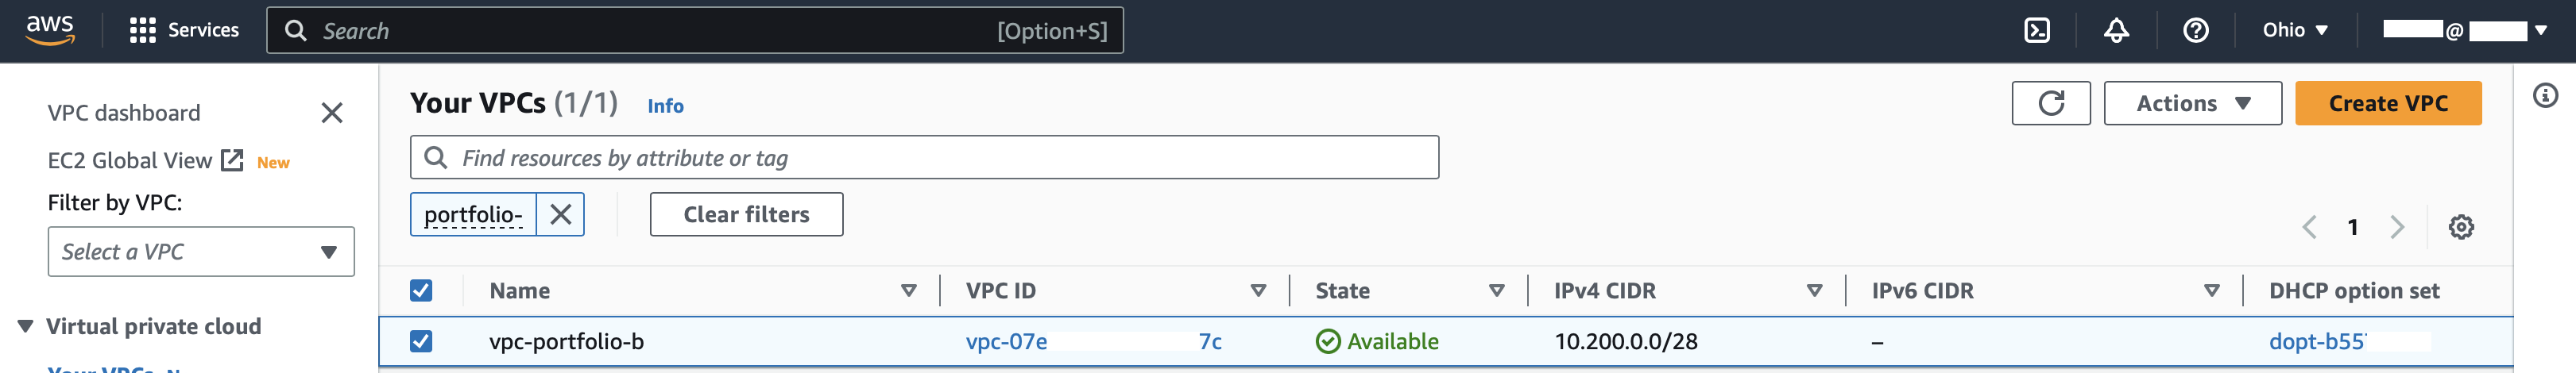 aws Services Search [Option+S] Ohio @
VPC dashboard
EC2 Global View New
Filter by VPC:
Select a VPC
Virtual private cloud
Your VPCs (1/1) Info Actions Create VPC
Find resources by attribute or tag
portfolio- Clear filters
1
Name VPC ID State IPv4 CIDR IPv6 CIDR DHCP option set
vpc-portfolio-b vpc-07e 7c Available 10.200.0.0/28 – dopt-b55
Your VPCs